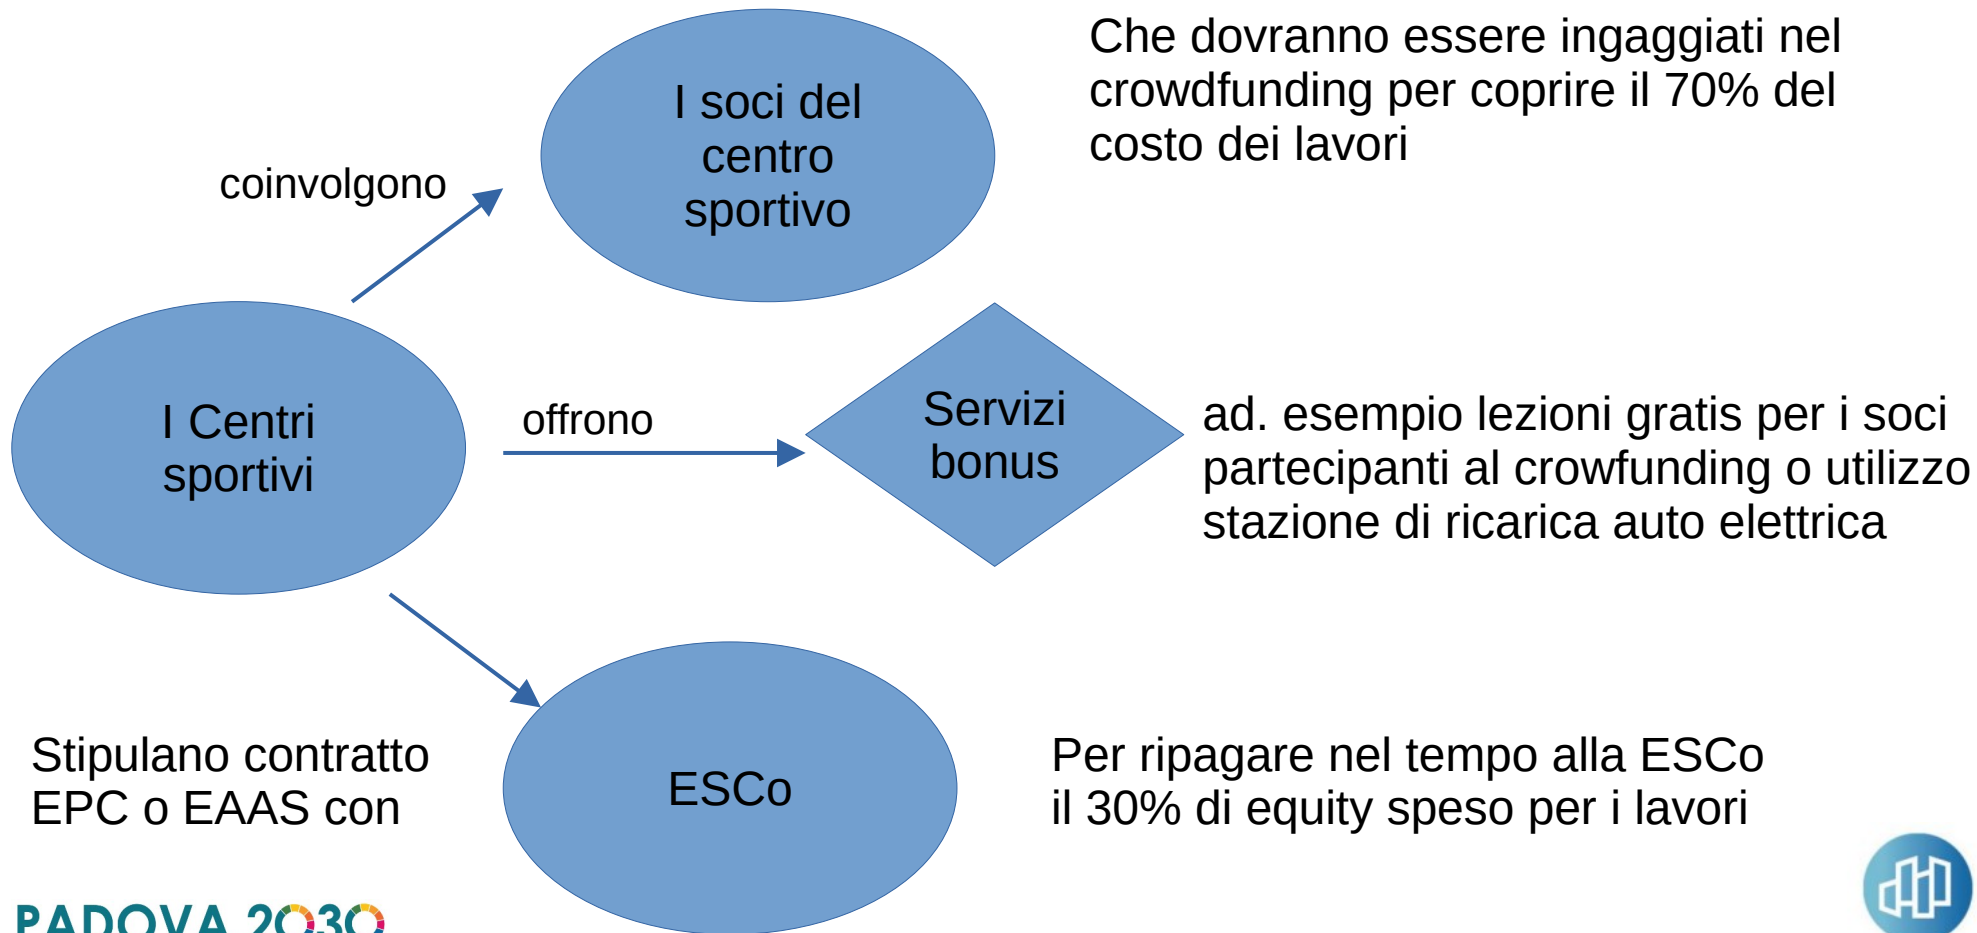 I soci del
centro
sportivo
Che dovranno essere ingaggiati nel
crowdfunding per coprire il 70% del
costo dei lavori
coinvolgono
I Centri
sportivi
offrono
Servizi
bonus
ad. esempio lezioni gratis per i soci
partecipanti al crowfunding o utilizzo
stazione di ricarica auto elettrica
Stipulano contratto
EPC o EAAS con
ESCo
Per ripagare nel tempo alla ESCo
il 30% di equity speso per i lavori
PADOVA 2030